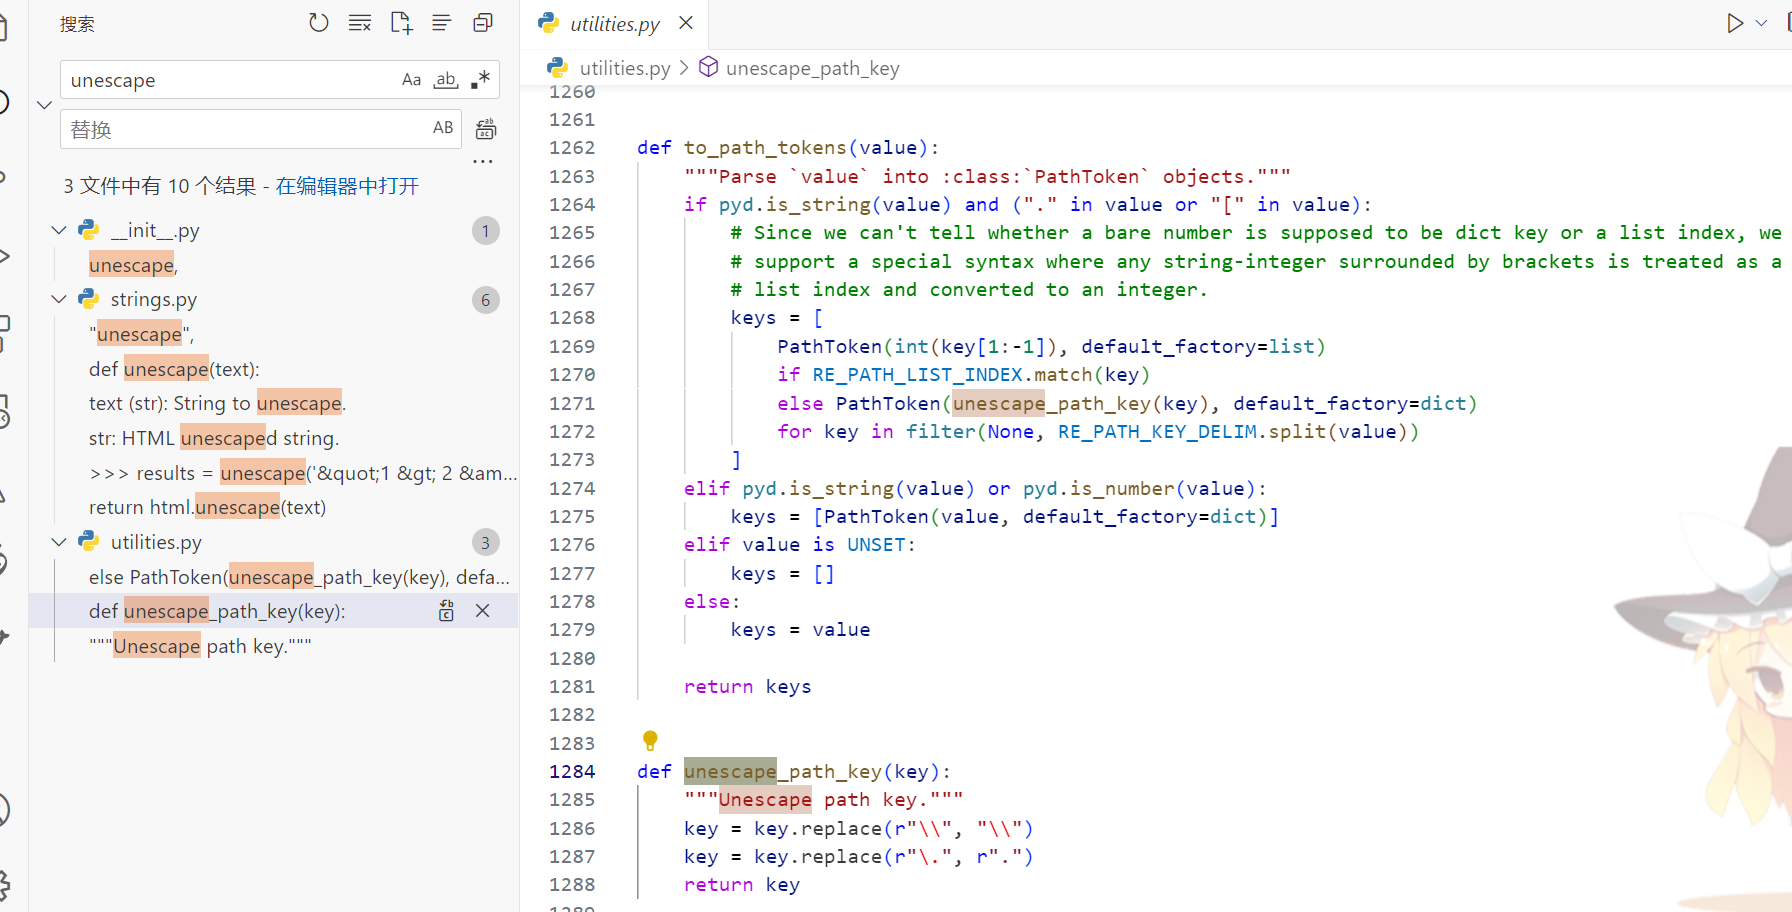 搜索
unescape
Aa
ab
.*
替换
AB
...
3 文件中有 10 个结果 - 在编辑器中打开
__init__.py
1
unescape,
strings.py
6
"unescape",
def unescape(text):
text (str): String to unescape.
str: HTML unescaped string.
>>> results = unescape('&quot;1 &gt; 2 &am...
return html.unescape(text)
utilities.py
3
else PathToken(unescape_path_key(key), defa...
def unescape_path_key(key):
"""Unescape path key."""
utilities.py
utilities.py > unescape_path_key
1260
1261
1262 def to_path_tokens(value):
1263 """Parse `value` into :class:`PathToken` objects."""
1264 if pyd.is_string(value) and ("." in value or "[" in value):
1265 # Since we can't tell whether a bare number is supposed to be dict key or a list index, we
1266 # support a special syntax where any string-integer surrounded by brackets is treated as a
1267 # list index and converted to an integer.
1268 keys = [
1269 PathToken(int(key[1:-1]), default_factory=list)
1270 if RE_PATH_LIST_INDEX.match(key)
1271 else PathToken(unescape_path_key(key), default_factory=dict)
1272 for key in filter(None, RE_PATH_KEY_DELIM.split(value))
1273 ]
1274 elif pyd.is_string(value) or pyd.is_number(value):
1275 keys = [PathToken(value, default_factory=dict)]
1276 elif value is UNSET:
1277 keys = []
1278 else:
1279 keys = value
1280
1281 return keys
1282
1283
1284 def unescape_path_key(key):
1285 """Unescape path key."""
1286 key = key.replace(r"\\", "\\")
1287 key = key.replace(r"\.", r".")
1288 return key
1289